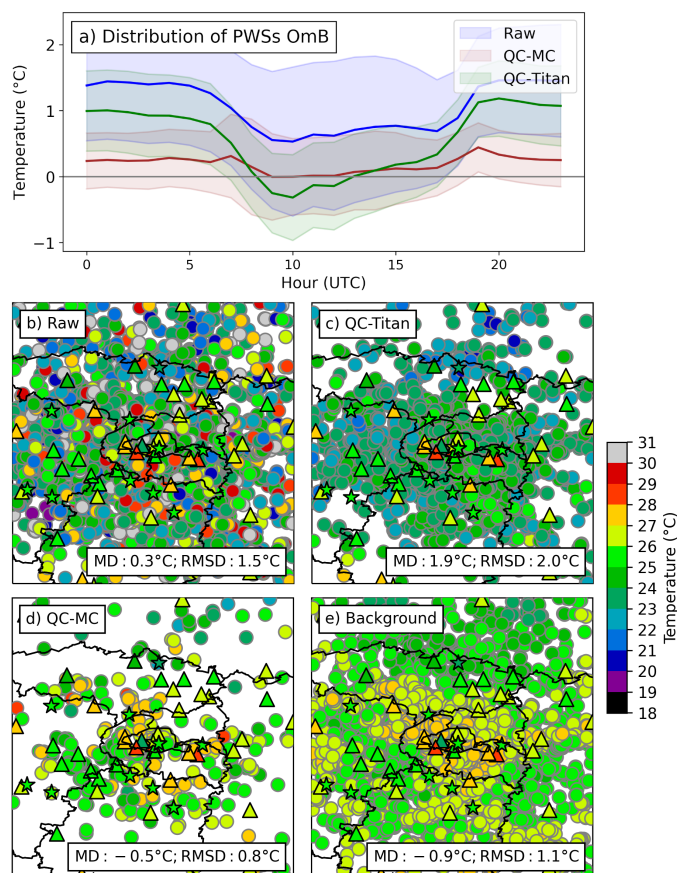 a) Distribution of PWSs OmB
Raw
QC-MC
QC-Titan
Temperature (°C)
2
1
0
−1
0
5
10
15
20
Hour (UTC)
b) Raw
MD : 0.3°C; RMSD : 1.5°C
c) QC-Titan
MD : 1.9°C; RMSD : 2.0°C
d) QC-MC
MD : −0.5°C; RMSD : 0.8°C
e) Background
MD : −0.9°C; RMSD : 1.1°C
31
30
29
28
27
26
25
24
23
22
21
20
19
18
Temperature (°C)